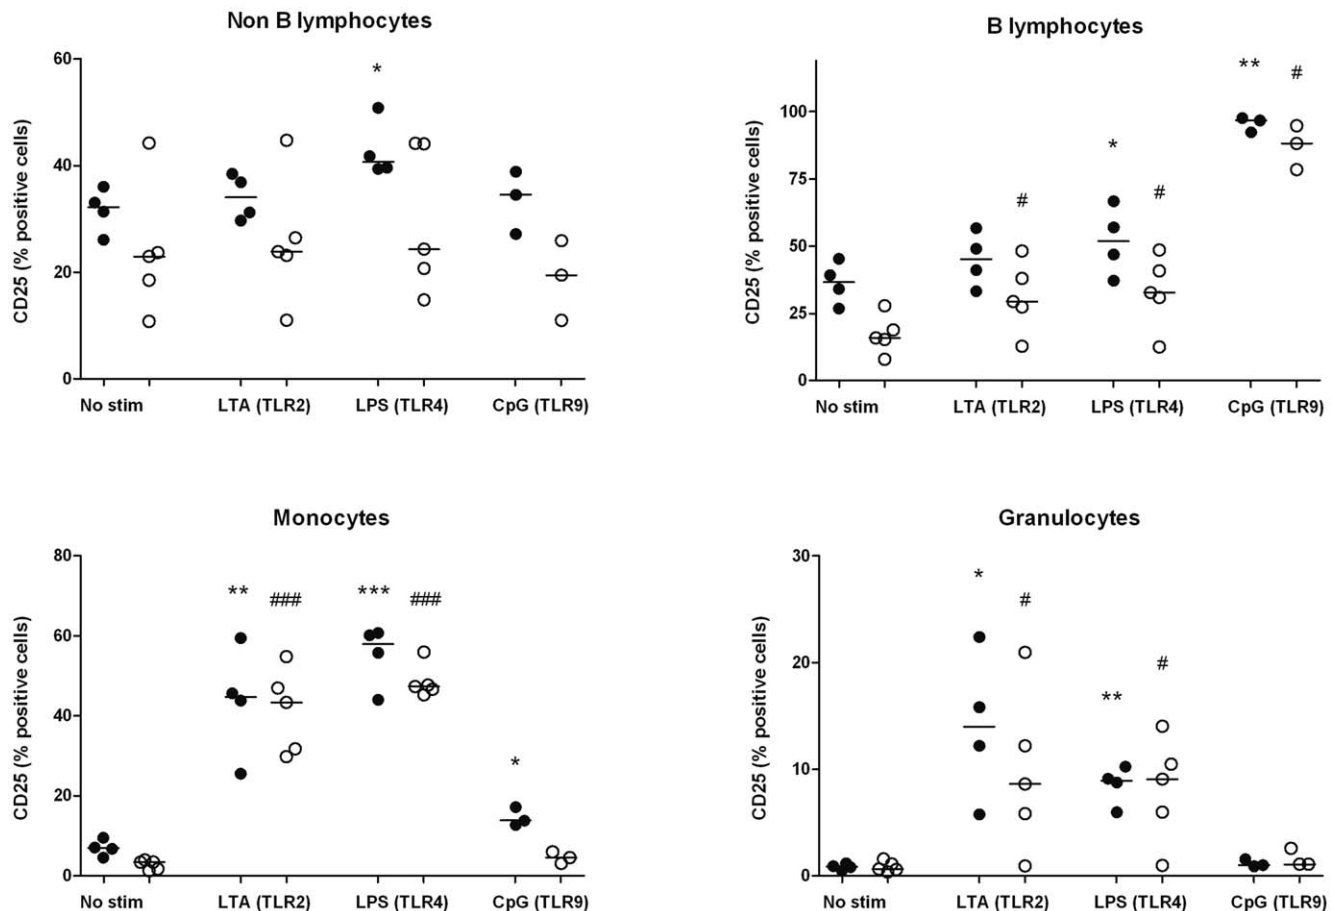 Non B lymphocytes
CD25 (% positive cells)
60
40
20
0
*
No stim LTA (TLR2) LPS (TLR4) CpG (TLR9)
B lymphocytes
CD25 (% positive cells)
100
75
50
25
0
** #
* #
#
No stim LTA (TLR2) LPS (TLR4) CpG (TLR9)
Monocytes
CD25 (% positive cells)
80
60
40
20
0
** ### *** ###
*
No stim LTA (TLR2) LPS (TLR4) CpG (TLR9)
Granulocytes
CD25 (% positive cells)
30
20
10
0
* #
** #
No stim LTA (TLR2) LPS (TLR4) CpG (TLR9)